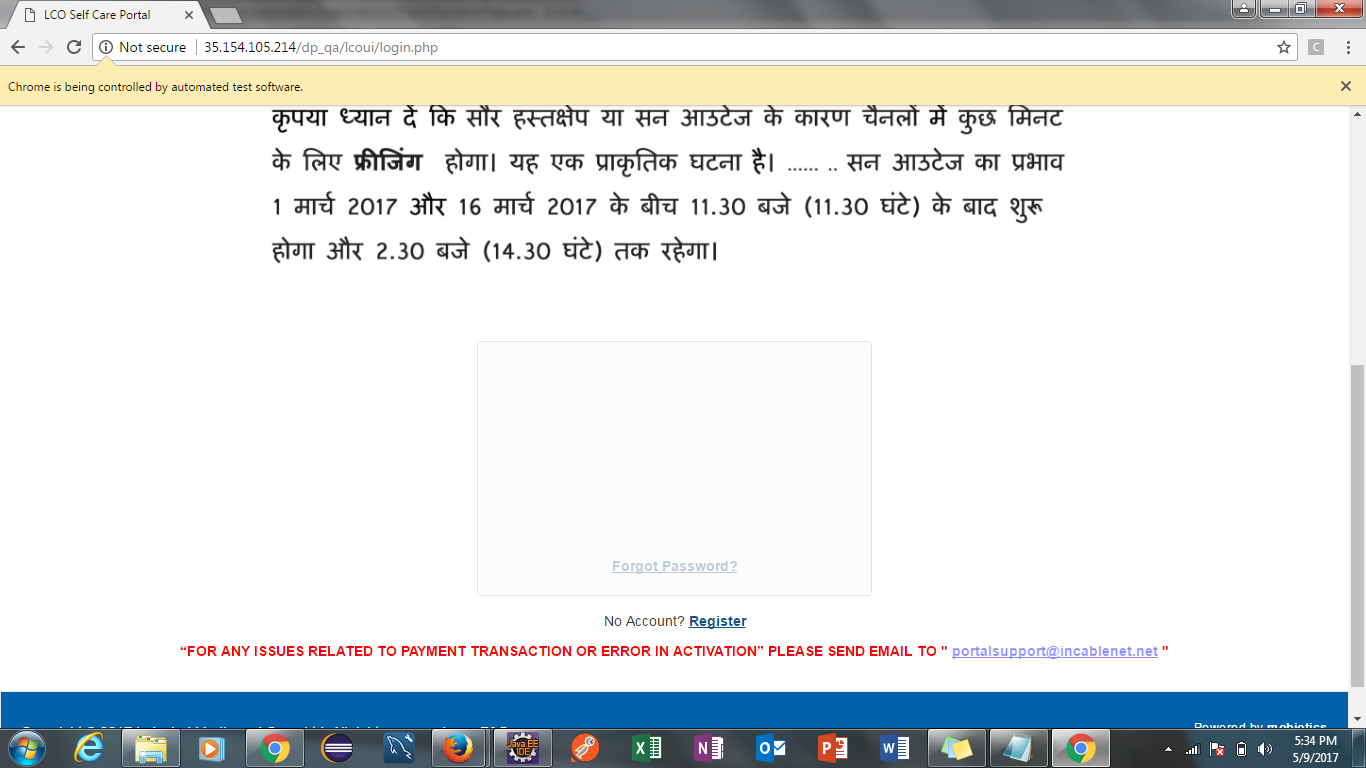 LCO Self Care Portal
Not secure
35.154.105.214/dp_qa/lcoui/login.php
C
Chrome is being controlled by automated test software.
कृपया ध्यान दें कि सौर हस्तक्षेप या सन आउटेज के कारण चैनलों में कुछ मिनट
के लिए फ्रीजिंग होगा। यह एक प्राकृतिक घटना है। ...... .. सन आउटेज का प्रभाव
1 मार्च 2017 और 16 मार्च 2017 के बीच 11.30 बजे (11.30 घंटे) के बाद शुरू
होगा और 2.30 बजे (14.30 घंटे) तक रहेगा।
Forgot Password?
No Account? Register
“FOR ANY ISSUES RELATED TO PAYMENT TRANSACTION OR ERROR IN ACTIVATION” PLEASE SEND EMAIL TO " portalsupport@incablenet.net "
Powered by mobiotics
Java EE
IDE
5:34 PM
5/9/2017